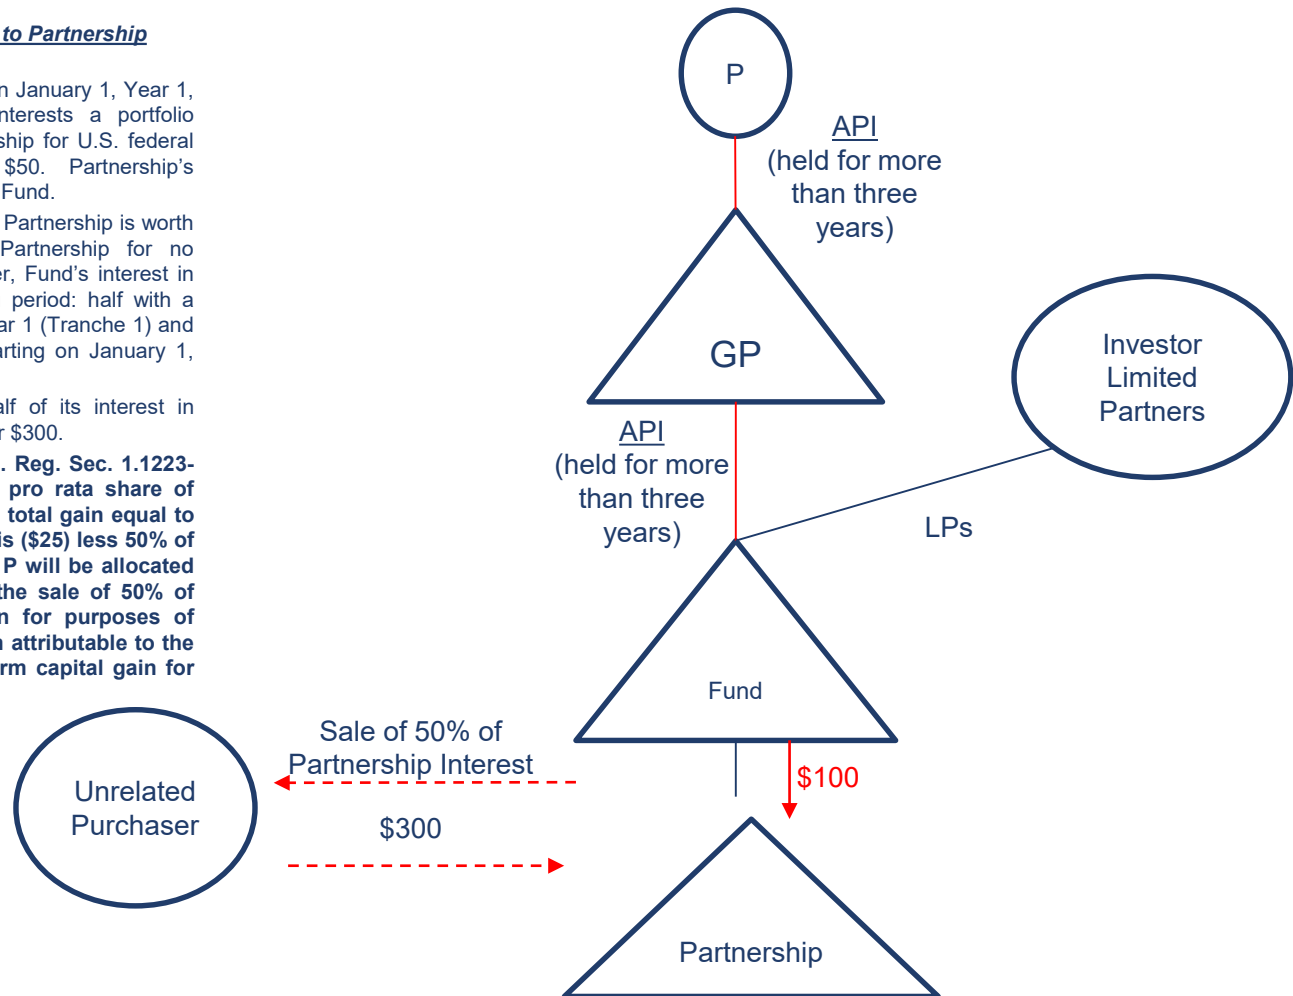 to Partnership
n January 1, Year 1,
nterests a portfolio
ship for U.S. federal
$50. Partnership’s
Fund.
Partnership is worth
Partnership for no
er, Fund’s interest in
period: half with a
ar 1 (Tranche 1) and
arting on January 1,
alf of its interest in
r $300.
. Reg. Sec. 1.1223-
pro rata share of
total gain equal to
is ($25) less 50% of
P will be allocated
the sale of 50% of
n for purposes of
n attributable to the
rm capital gain for
P
API
(held for more
than three
years)
GP
Investor
Limited
Partners
API
(held for more
than three
years)
LPs
Fund
Sale of 50% of
Partnership Interest
$100
Unrelated
Purchaser
$300
Partnership